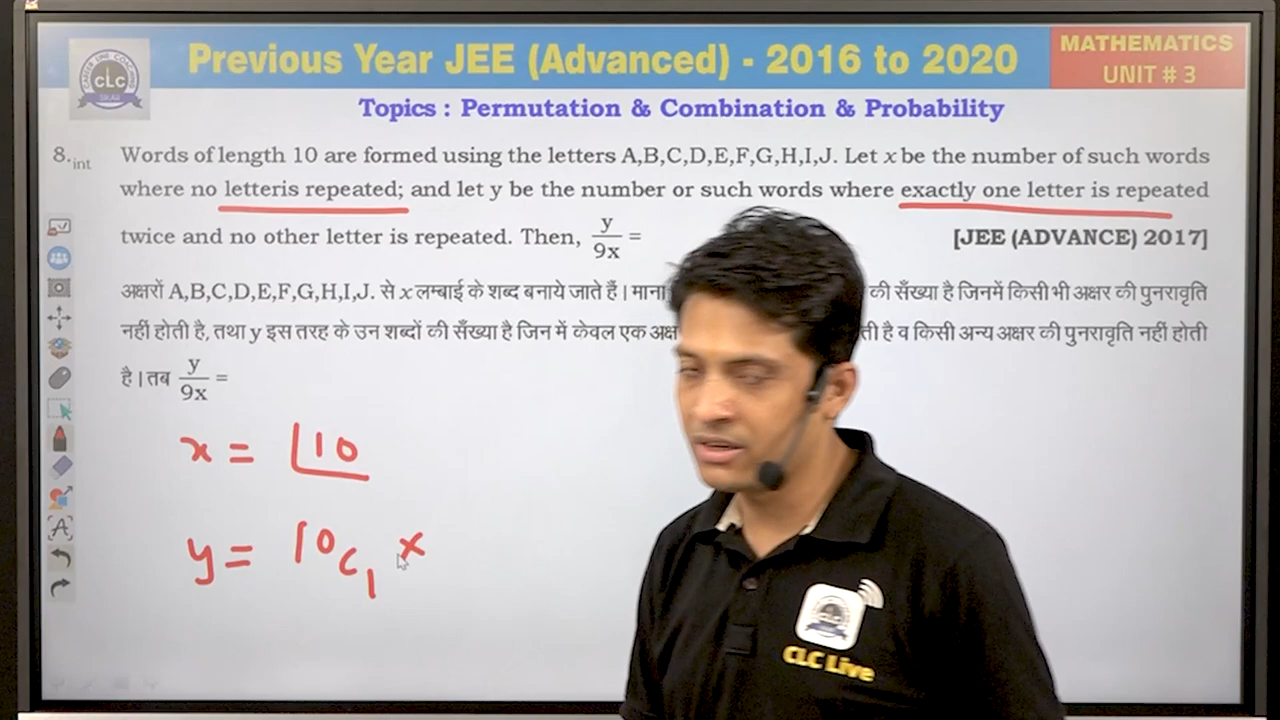 Previous Year JEE (Advanced) - 2016 to 2020
MATHEMATICS
UNIT # 3
CLC
Topics : Permutation & Combination & Probability
8.int Words of length 10 are formed using the letters A,B,C,D,E,F,G,H,I,J. Let x be the number of such words
where no letteris repeated; and let y be the number or such words where exactly one letter is repeated
twice and no other letter is repeated. Then, y/9x = [JEE (ADVANCE) 2017]
अक्षरों A,B,C,D,E,F,G,H,I,J. से x लम्बाई के शब्द बनाये जाते हैं। माना की सँख्या है जिनमें किसी भी अक्षर की पुनरावृति
नहीं होती है, तथा y इस तरह के उन शब्दों की सँख्या है जिन में केवल एक ती है व किसी अन्य अक्षर की पुनरावृति नहीं होती
है। तब y/9x =
x = |10
y = 10c1 x
CLC
CLC Live